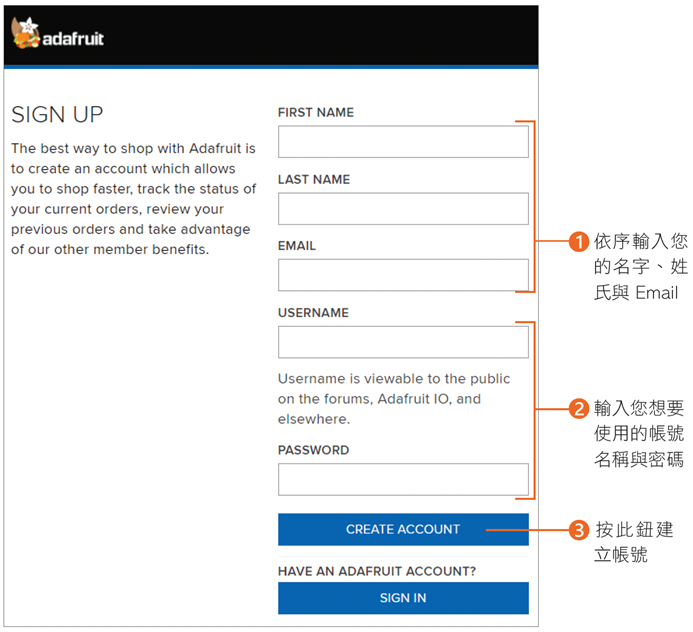 adafruit
SIGN UP
The best way to shop with Adafruit is
to create an account which allows
you to shop faster, track the status of
your current orders, review your
previous orders and take advantage
of our other member benefits.
FIRST NAME
LAST NAME
EMAIL
USERNAME
Username is viewable to the public
on the forums, Adafruit IO, and
elsewhere.
PASSWORD
CREATE ACCOUNT
HAVE AN ADAFRUIT ACCOUNT?
SIGN IN
1 依序輸入您
的名字、姓
氏與 Email
2 輸入您想要
使用的帳號
名稱與密碼
3 按此鈕建
立帳號